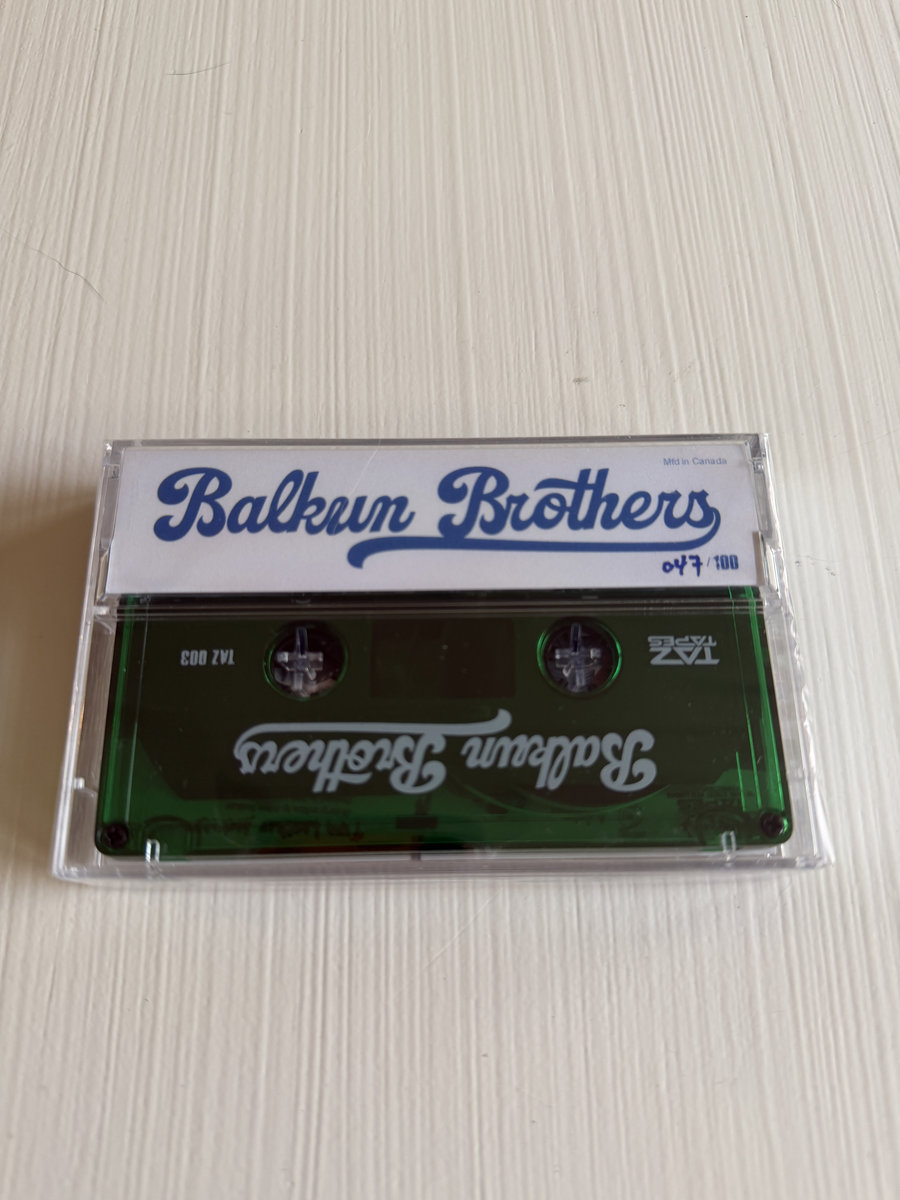 Mfd in Canada
Balkun Brothers
047/100
TAZ TAPES
TAZ 003
Balkun Brothers